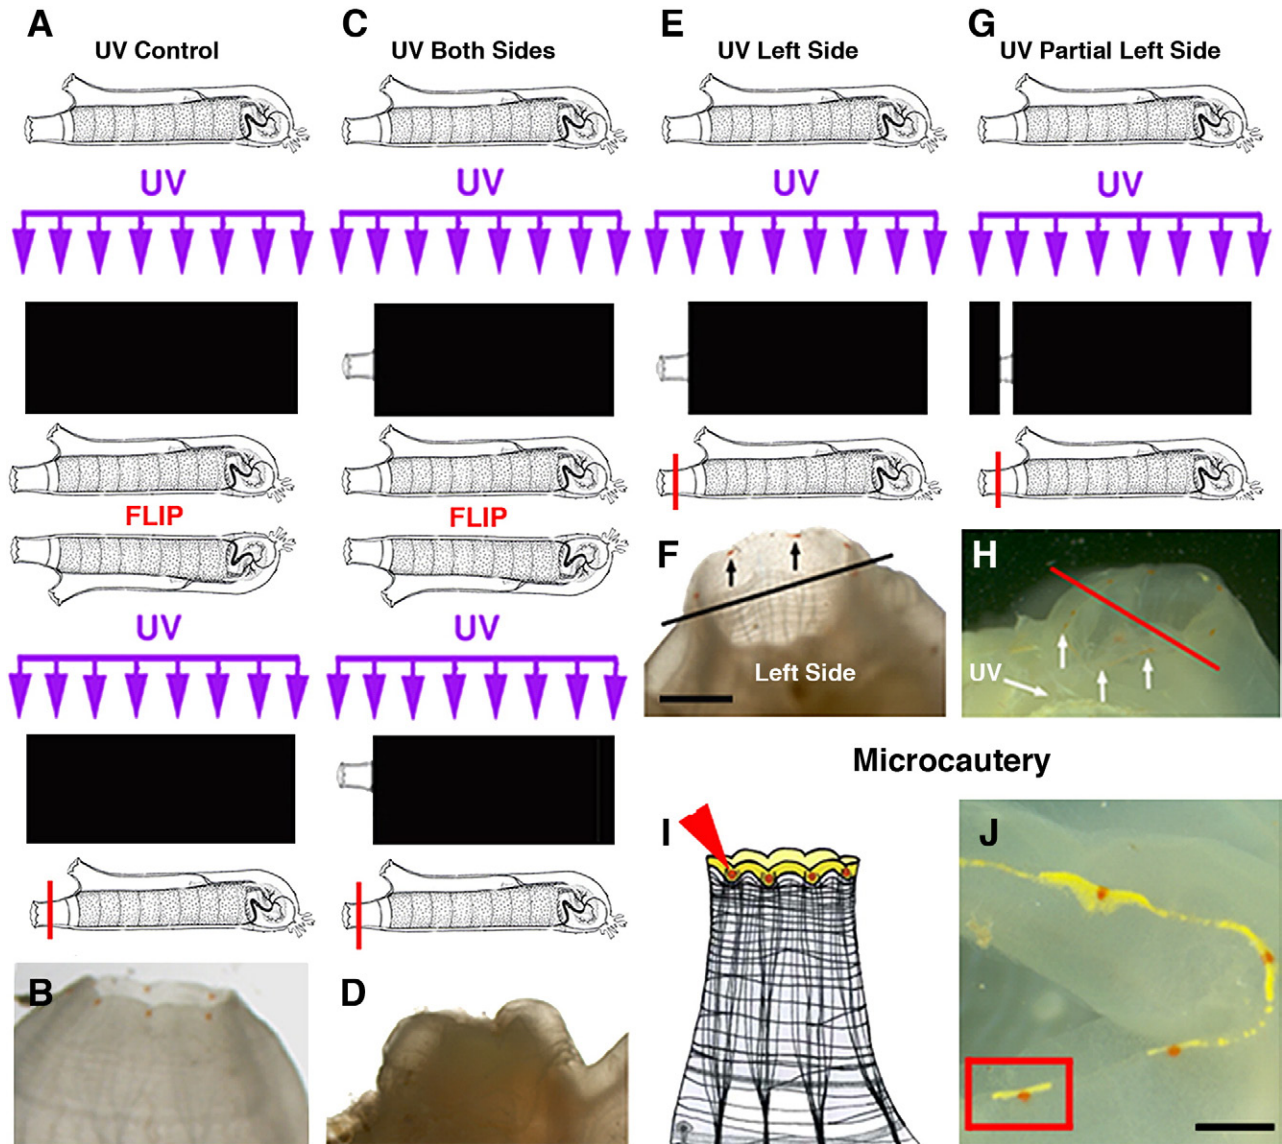 A
UV Control
UV
FLIP
UV
B
C
UV Both Sides
UV
FLIP
UV
D
E
UV Left Side
UV
F
Left Side
G
UV Partial Left Side
UV
H
UV
Microcautery
I
J